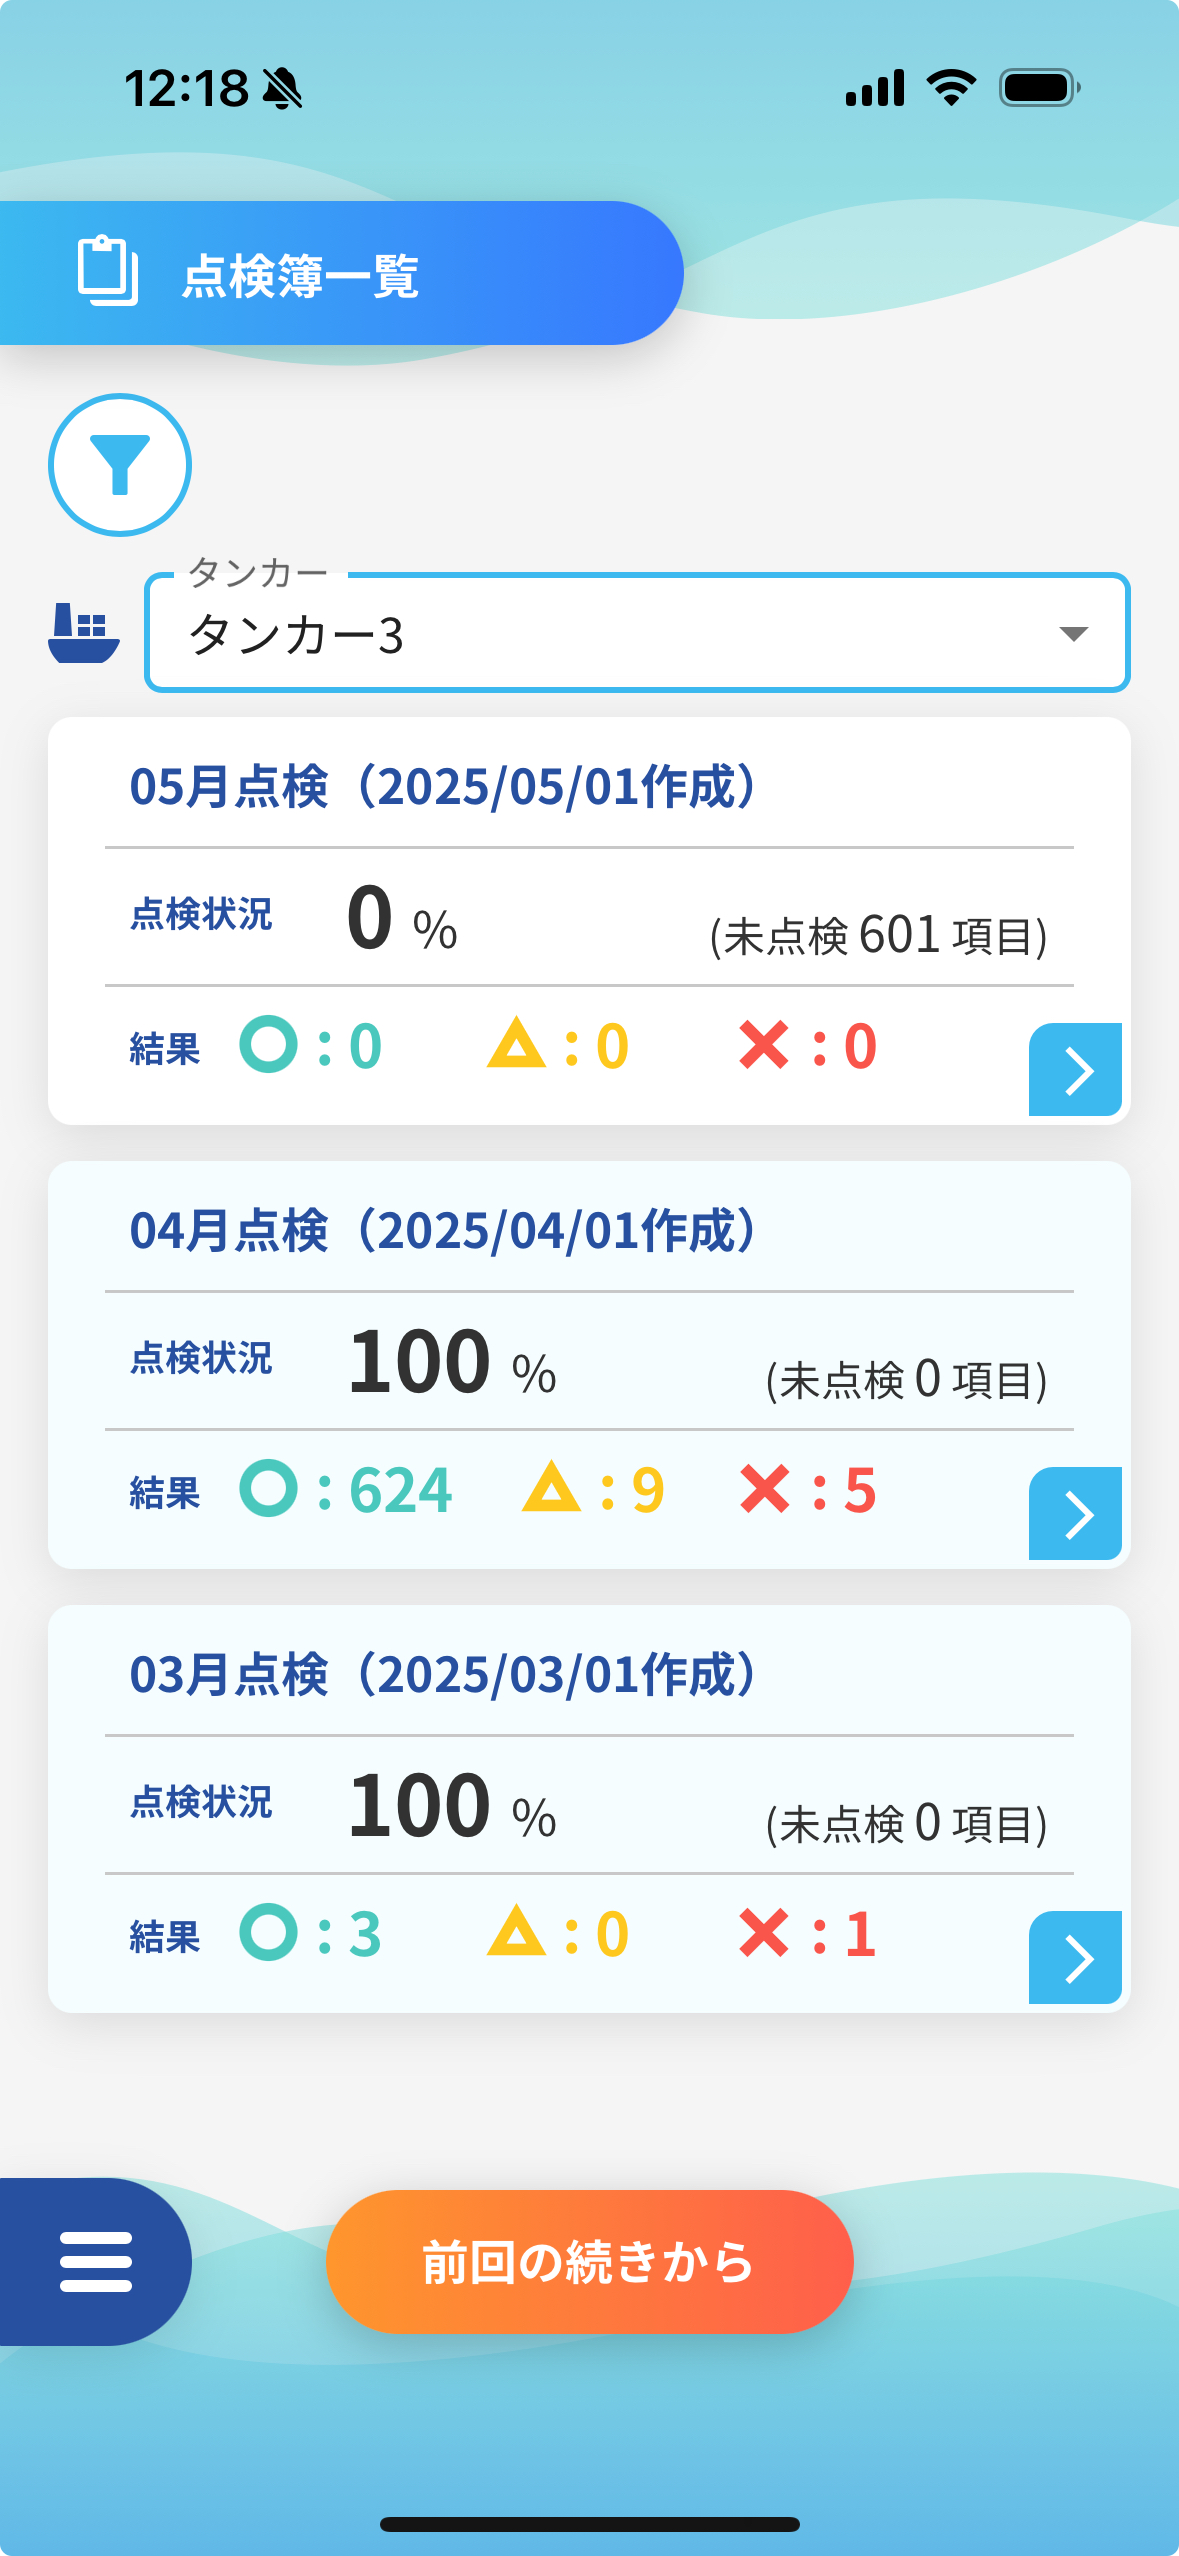 12:18
点検簿一覧
タンカー
タンカー3
05月点検（2025/05/01作成）
点検状況 0 % (未点検 601 項目)
結果 : 0 : 0 : 0
04月点検（2025/04/01作成）
点検状況 100 % (未点検 0 項目)
結果 : 624 : 9 : 5
03月点検（2025/03/01作成）
点検状況 100 % (未点検 0 項目)
結果 : 3 : 0 : 1
前回の続きから